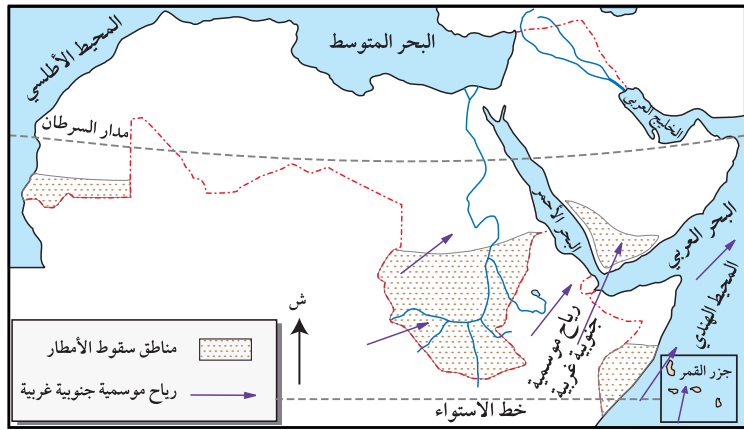 المحيط الأطلسي
البحر المتوسط
الخليج العربي
مدار السرطان
البحر الأحمر
البحر العربي
المحيط الهندي
رياح موسمية
جنوبية غربية
ش
مناطق سقوط الأمطار
رياح موسمية جنوبية غربية
جزر القمر
خط الاستواء